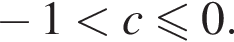 − 1 < c ⩽ 0.